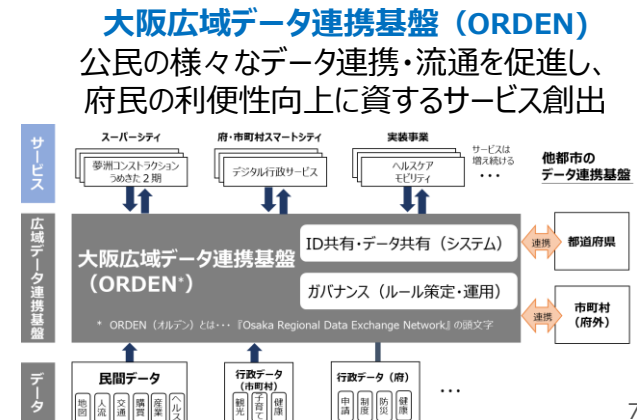 大阪広域データ連携基盤（ORDEN)
公民の様々なデータ連携・流通を促進し、
府民の利便性向上に資するサービス創出
サービス
スーパーシティ
夢洲コンストラクション
うめきた２期
府・市町村スマートシティ
デジタル行政サービス
実装事業
ヘルスケア
モビリティ
サービスは
増え続ける
・・・
他都市の
データ連携基盤
広域データ連携基盤
大阪広域データ連携基盤
（ORDEN*）
ID共有・データ共有（システム）
ガバナンス（ルール策定・運用）
* ORDEN（オルデン）とは・・・『Osaka Regional Data Exchange Network』の頭文字
連携
都道府県
連携
市町村
（府外）
データ
民間データ
地図
人流
交通
購買
産業
ヘルス
行政データ
（市町村）
観光
子育て
健康
行政データ（府）
申請
制度
防災
健康
・・・
7